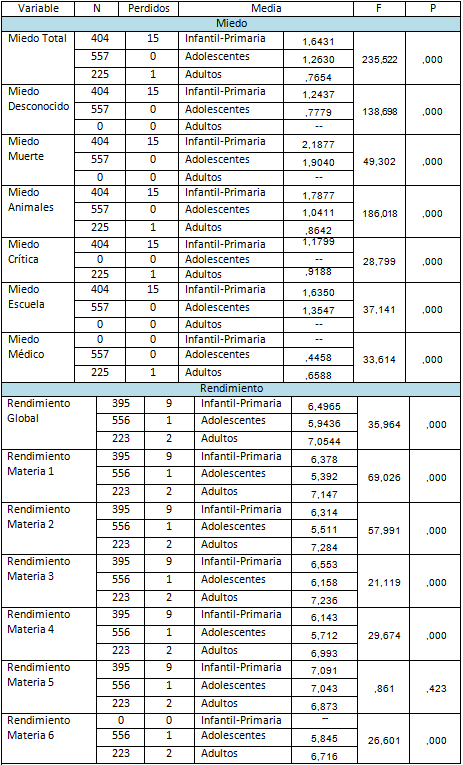 Variable N Perdidos Media F P
Miedo
Miedo Total 404 15 Infantil-Primaria 1,6431 235,522 ,000
557 0 Adolescentes 1,2630
225 1 Adultos ,7654
Miedo Desconocido 404 15 Infantil-Primaria 1,2437 138,698 ,000
557 0 Adolescentes ,7779
0 0 Adultos --
Miedo Muerte 404 15 Infantil-Primaria 2,1877 49,302 ,000
557 0 Adolescentes 1,9040
0 0 Adultos --
Miedo Animales 404 15 Infantil-Primaria 1,7877 186,018 ,000
557 0 Adolescentes 1,0411
225 1 Adultos ,8642
Miedo Crítica 404 15 Infantil-Primaria 1,1799 28,799 ,000
0 0 Adolescentes --
225 1 Adultos ,9188
Miedo Escuela 404 15 Infantil-Primaria 1,6350 37,141 ,000
557 0 Adolescentes 1,3547
0 0 Adultos --
Miedo Médico 0 0 Infantil-Primaria -- 33,614 ,000
557 0 Adolescentes ,4458
225 1 Adultos ,6588
Rendimiento
Rendimiento Global 395 9 Infantil-Primaria 6,4965 35,964 ,000
556 1 Adolescentes 5,9436
223 2 Adultos 7,0544
Rendimiento Materia 1 395 9 Infantil-Primaria 6,378 69,026 ,000
556 1 Adolescentes 5,392
223 2 Adultos 7,147
Rendimiento Materia 2 395 9 Infantil-Primaria 6,314 57,991 ,000
556 1 Adolescentes 5,511
223 2 Adultos 7,284
Rendimiento Materia 3 395 9 Infantil-Primaria 6,553 21,119 ,000
556 1 Adolescentes 6,158
223 2 Adultos 7,236
Rendimiento Materia 4 395 9 Infantil-Primaria 6,143 29,674 ,000
556 1 Adolescentes 5,712
223 2 Adultos 6,993
Rendimiento Materia 5 395 9 Infantil-Primaria 7,091 ,861 ,423
556 1 Adolescentes 7,043
223 2 Adultos 6,873
Rendimiento Materia 6 0 0 Infantil-Primaria -- 26,601 ,000
556 1 Adolescentes 5,845
223 2 Adultos 6,716